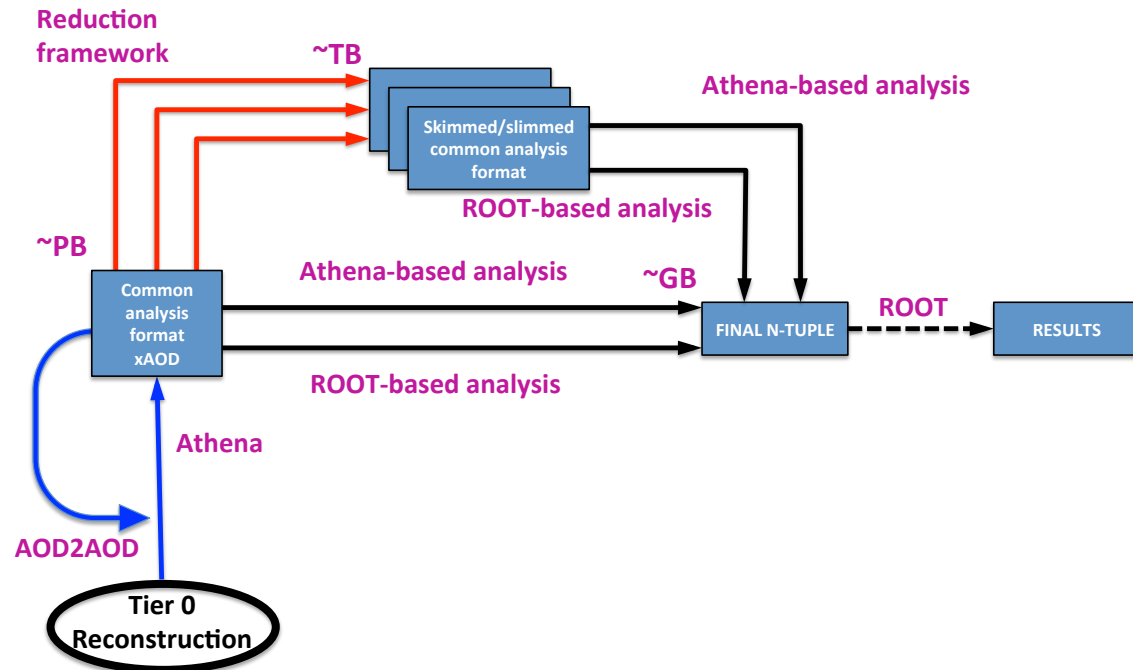 Reduction
framework
~TB
Athena-based analysis
Skimmed/slimmed
common analysis
format
ROOT-based analysis
~PB
Athena-based analysis
~GB
Common
analysis
format
xAOD
ROOT
FINAL N-TUPLE
RESULTS
ROOT-based analysis
Athena
AOD2AOD
Tier 0
Reconstruction